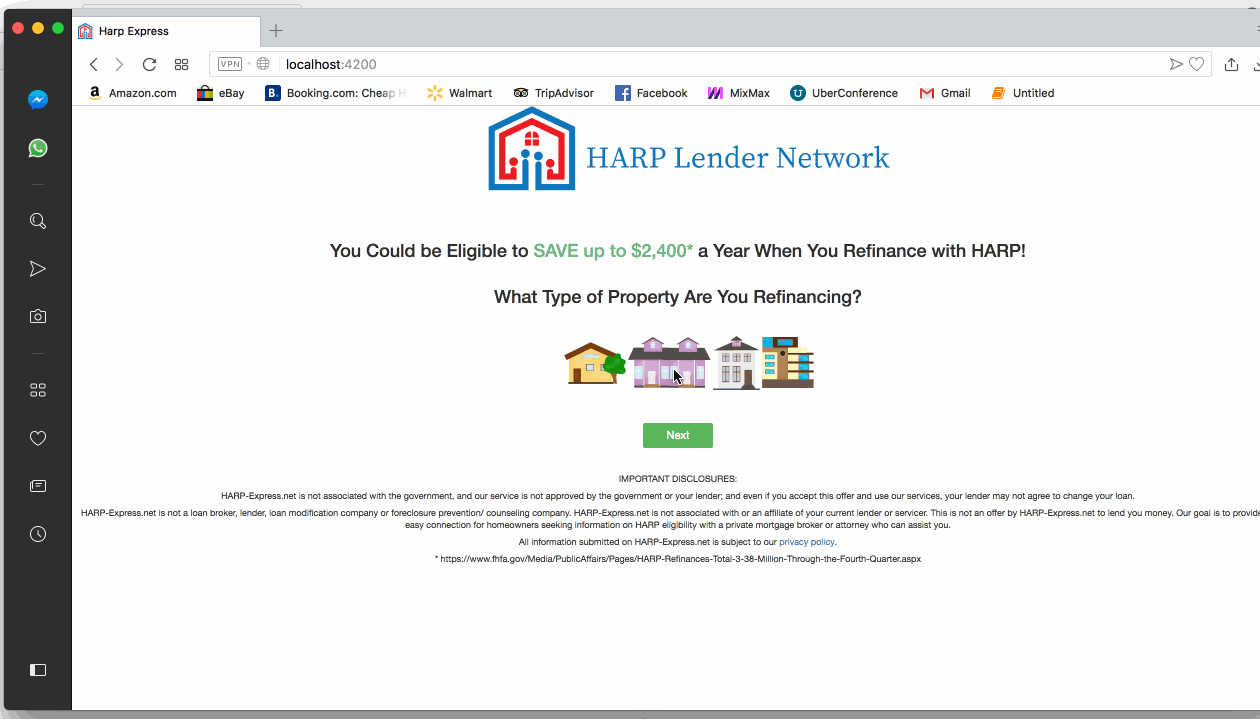 Harp Express
VPN
localhost:4200
Amazon.com
eBay
Booking.com: Cheap H
Walmart
TripAdvisor
Facebook
MixMax
UberConference
Gmail
Untitled
HARP Lender Network
You Could be Eligible to SAVE up to $2,400* a Year When You Refinance with HARP!
What Type of Property Are You Refinancing?
Next
IMPORTANT DISCLOSURES:
HARP-Express.net is not associated with the government, and our service is not approved by the government or your lender; and even if you accept this offer and use our services, your lender may not agree to change your loan.
HARP-Express.net is not a loan broker, lender, loan modification company or foreclosure prevention/ counseling company. HARP-Express.net is not associated with or an affiliate of your current lender or servicer. This is not an offer by HARP-Express.net to lend you money. Our goal is to provide
easy connection for homeowners seeking information on HARP eligibility with a private mortgage broker or attorney who can assist you.
All information submitted on HARP-Express.net is subject to our privacy policy.
* https://www.fhfa.gov/Media/PublicAffairs/Pages/HARP-Refinances-Total-3-38-Million-Through-the-Fourth-Quarter.aspx